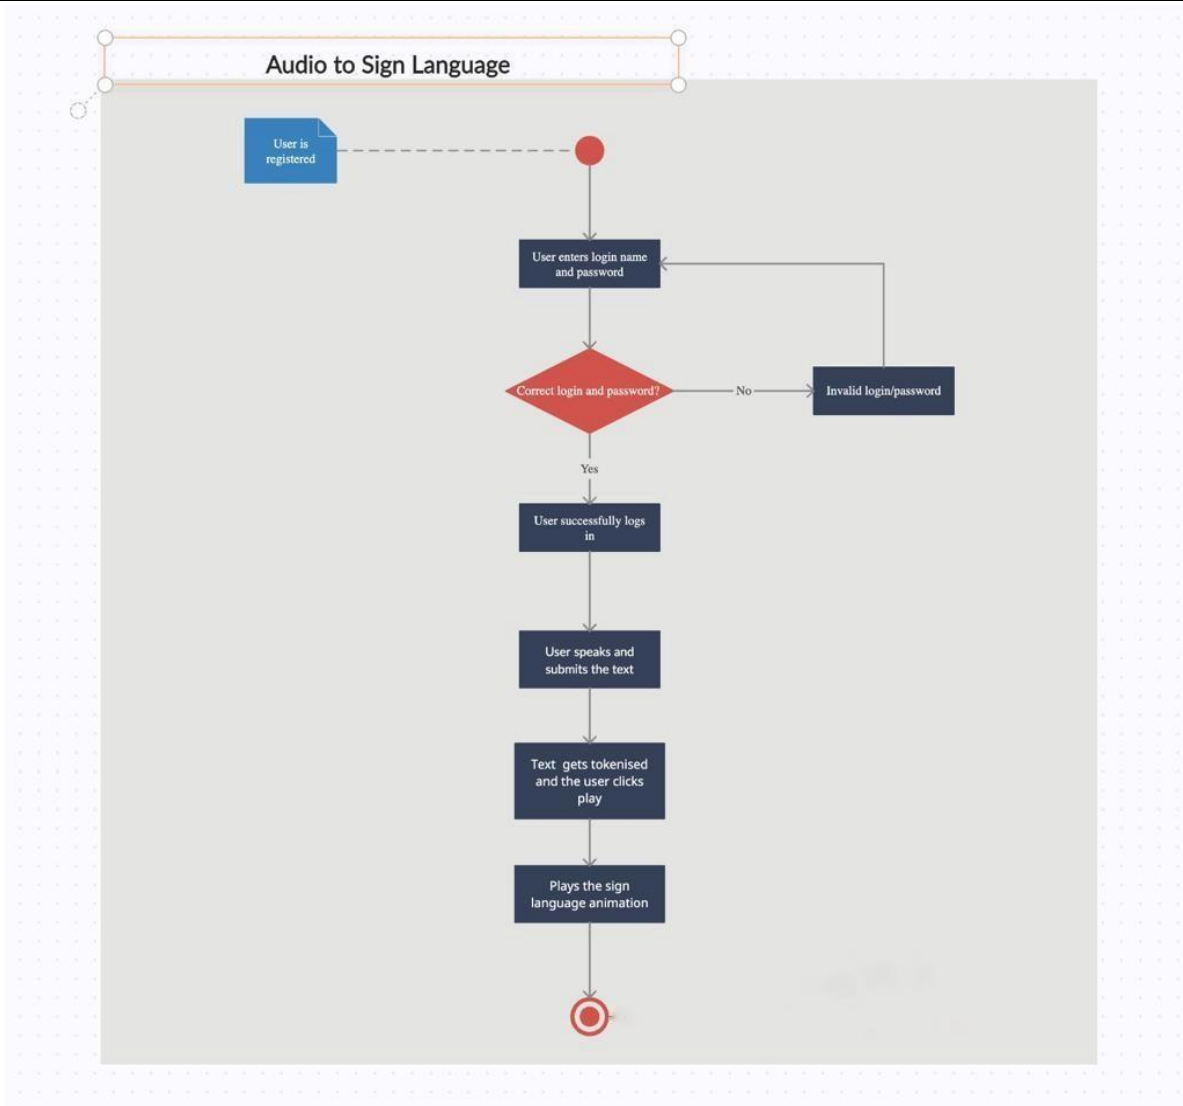 Audio to Sign Language
User is
registered
User enters login name
and password
Correct login and password?
No
Invalid login/password
Yes
User successfully logs
in
User speaks and
submits the text
Text  gets tokenised
and the user clicks
play
Plays the sign
language animation